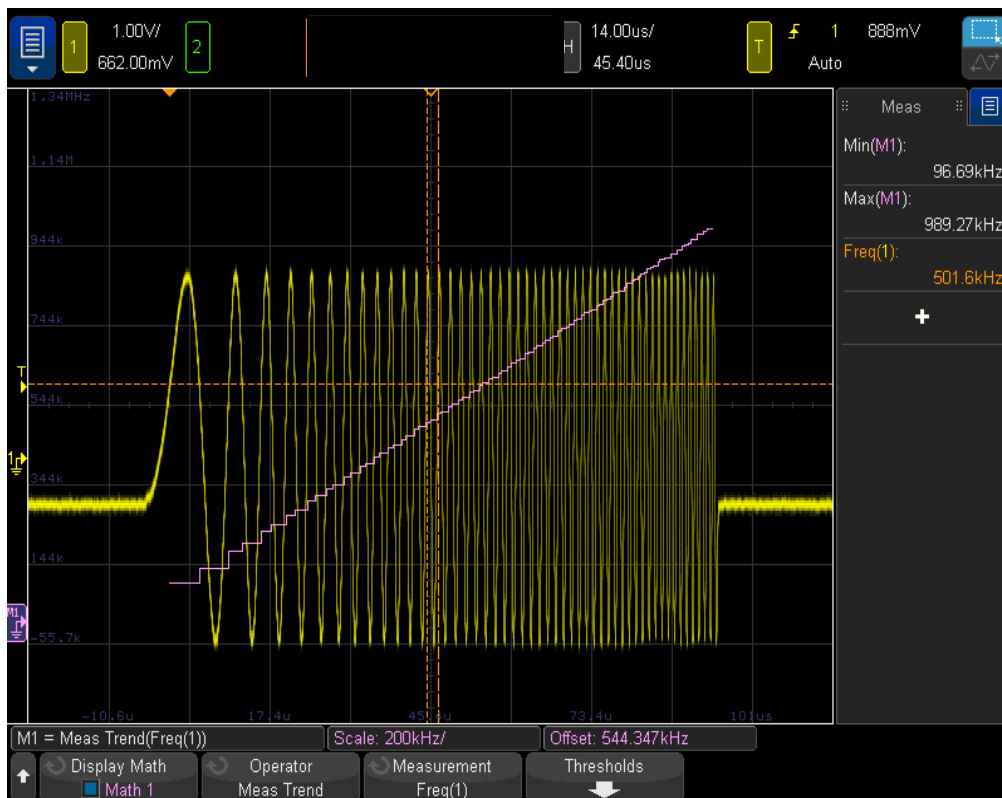 1 1.00V/ 2 H 14.00us/ T 1 888mV
662.00mV 45.40us Auto
1.34MHz
Meas
1.14M
Min(M1):
96.69kHz
Max(M1):
989.27kHz
944k
Freq(1):
501.6kHz
744k
+
T
544k
1
344k
144k
M1
-55.7k
-10.6u 17.4u 45.4u 73.4u 101us
M1 = Meas Trend(Freq(1)) Scale: 200kHz/ Offset: 544.347kHz
Display Math Operator Measurement Thresholds
Math 1 Meas Trend Freq(1)